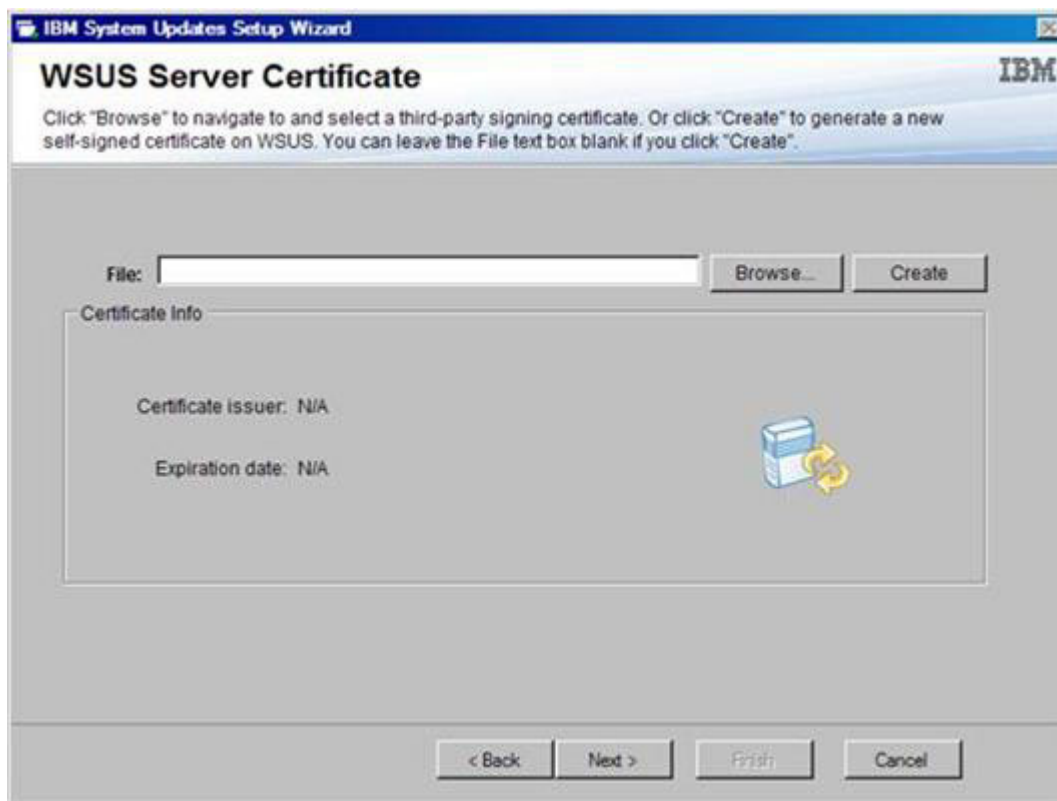 IBM System Updates Setup Wizard
WSUS Server Certificate
IBM
Click "Browse" to navigate to and select a third-party signing certificate. Or click "Create" to generate a new
self-signed certificate on WSUS. You can leave the File text box blank if you click "Create".
File:
Browse...
Create
Certificate Info
Certificate issuer: N/A
Expiration date: N/A
< Back
Next >
Finish
Cancel